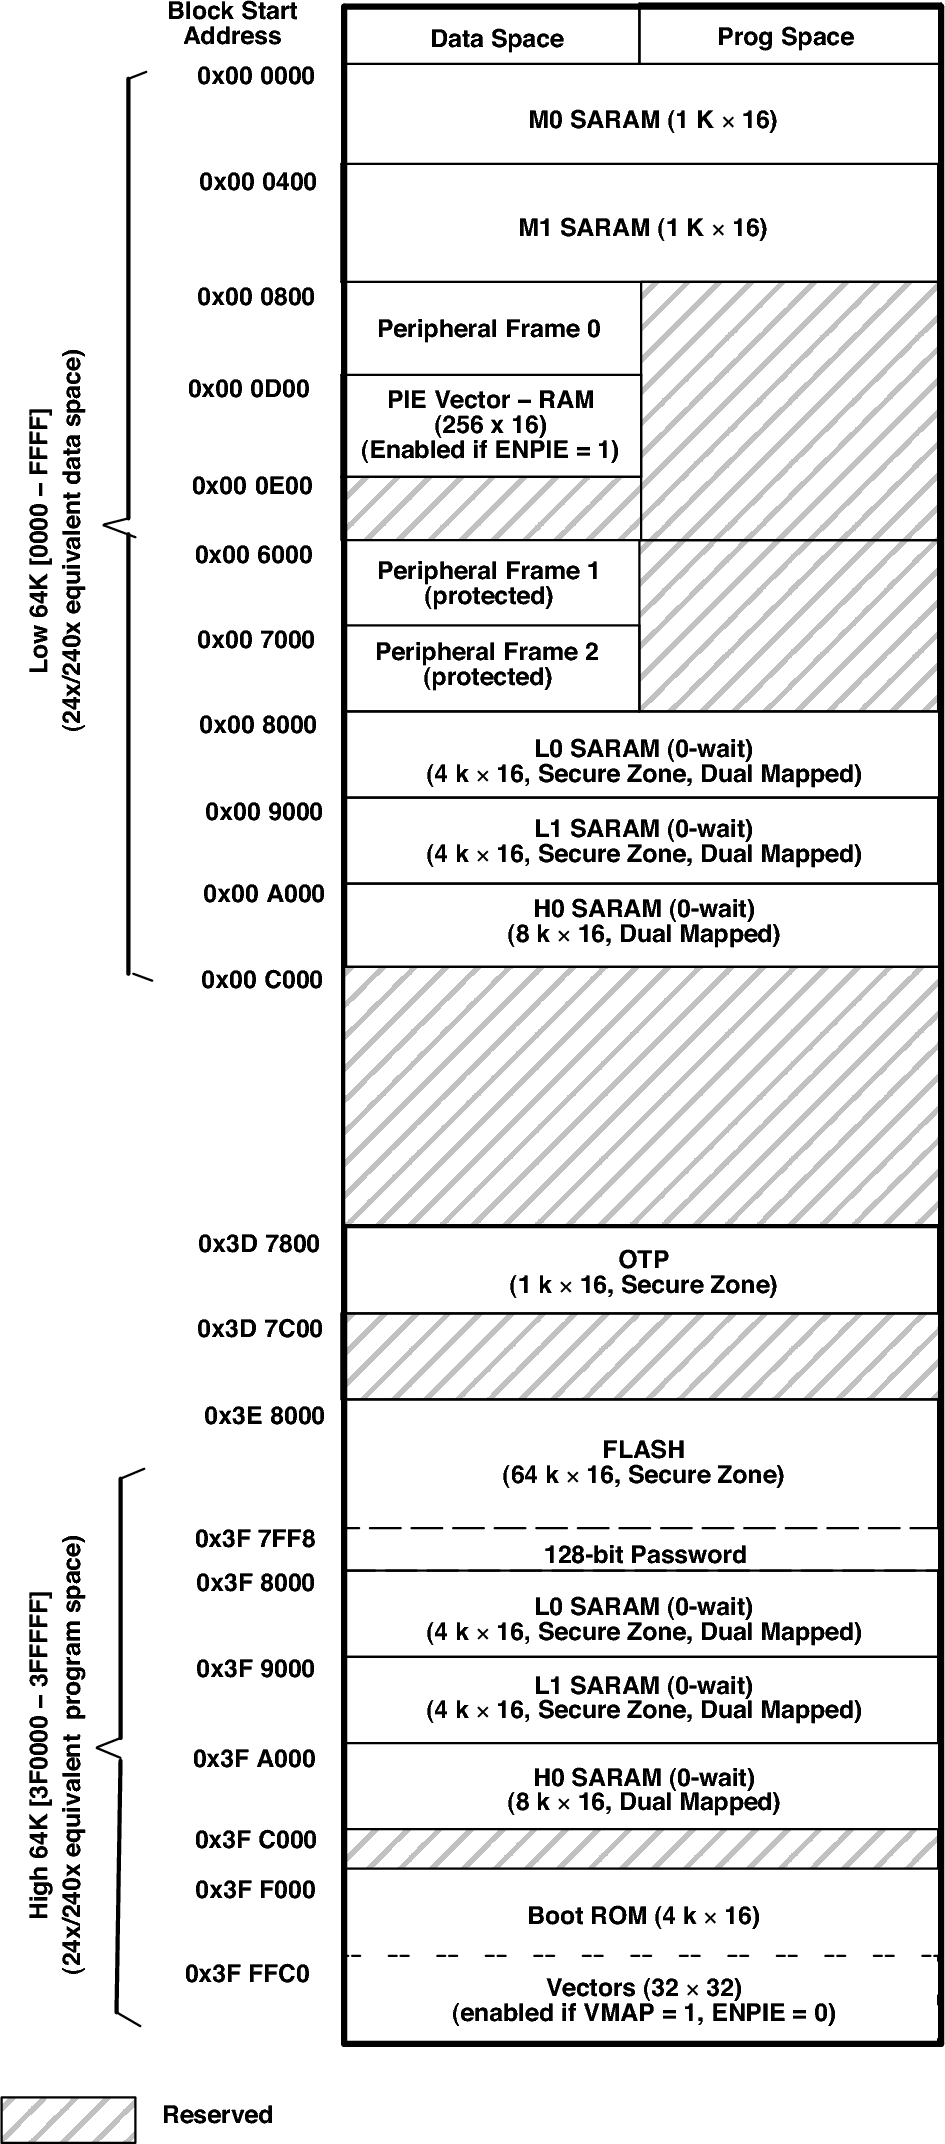 Block Start
Address
Data Space
Prog Space
0x00 0000
M0 SARAM (1 K × 16)
0x00 0400
M1 SARAM (1 K × 16)
0x00 0800
Peripheral Frame 0
0x00 0D00
PIE Vector – RAM
(256 x 16)
(Enabled if ENPIE = 1)
0x00 0E00
0x00 6000
Peripheral Frame 1
(protected)
0x00 7000
Peripheral Frame 2
(protected)
0x00 8000
L0 SARAM (0-wait)
(4 k × 16, Secure Zone, Dual Mapped)
0x00 9000
L1 SARAM (0-wait)
(4 k × 16, Secure Zone, Dual Mapped)
0x00 A000
H0 SARAM (0-wait)
(8 k × 16, Dual Mapped)
0x00 C000
Low 64K [0000 – FFFF]
(24x/240x equivalent data space)
0x3D 7800
OTP
(1 k × 16, Secure Zone)
0x3D 7C00
0x3E 8000
FLASH
(64 k × 16, Secure Zone)
0x3F 7FF8
128-bit Password
0x3F 8000
L0 SARAM (0-wait)
(4 k × 16, Secure Zone, Dual Mapped)
0x3F 9000
L1 SARAM (0-wait)
(4 k × 16, Secure Zone, Dual Mapped)
0x3F A000
H0 SARAM (0-wait)
(8 k × 16, Dual Mapped)
0x3F C000
0x3F F000
Boot ROM (4 k × 16)
0x3F FFC0
Vectors (32 × 32)
(enabled if VMAP = 1, ENPIE = 0)
High 64K [3F0000 – 3FFFFF]
(24x/240x equivalent program space)
Reserved